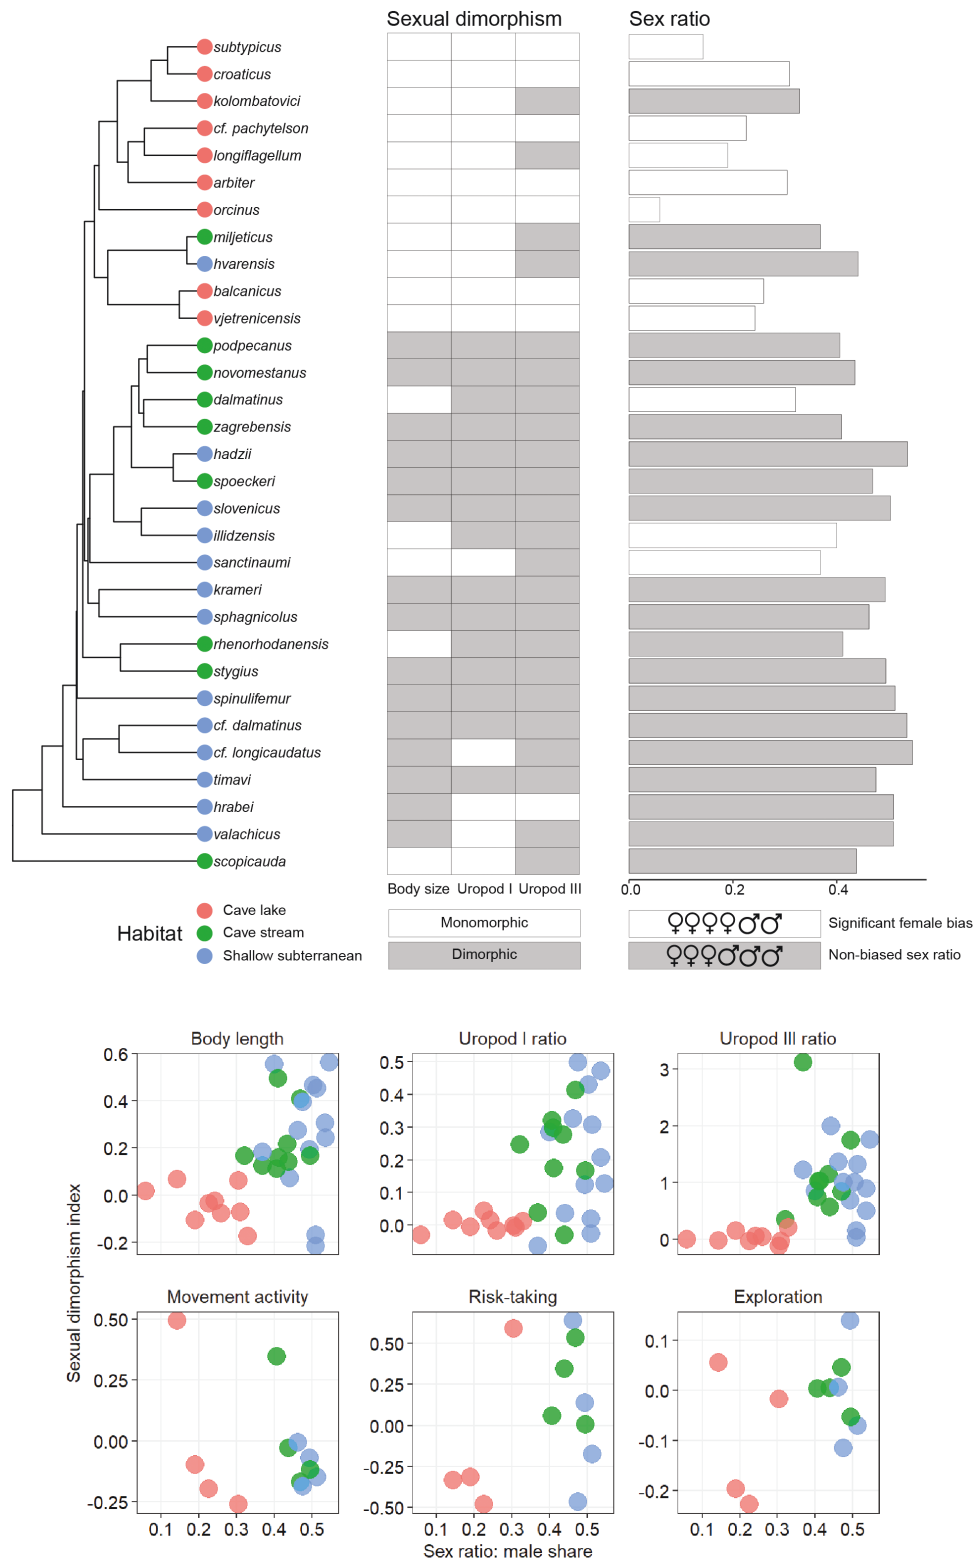 Sexual dimorphism
Sex ratio
subtypicus
croaticus
kolombatovici
cf. pachytelson
longiflagellum
arbiter
orcinus
miljeticus
hvarensis
balcanicus
vjetrenicensis
podpecanus
novomestanus
dalmatinus
zagrebensis
hadzii
spoeckeri
slovenicus
illidzensis
sanctinaumi
krameri
sphagnicolus
rhenorhodanensis
stygius
spinulifemur
cf. dalmatinus
cf. longicaudatus
timavi
hrabei
valachicus
scopicauda
Body size Uropod I Uropod III
0.0 0.2 0.4
Habitat
Cave lake
Cave stream
Shallow subterranean
Monomorphic
Dimorphic
♀♀♀♀♂♂ Significant female bias
♀♀♀♂♂♂ Non-biased sex ratio
Body length
0.6
0.4
0.2
0.0
-0.2
Uropod I ratio
0.5
0.4
0.3
0.2
0.1
0.0
Uropod III ratio
3
2
1
0
Sexual dimorphism index
Movement activity
0.50
0.25
0.00
-0.25
0.1 0.2 0.3 0.4 0.5
Risk-taking
0.50
0.25
0.00
-0.25
-0.50
0.1 0.2 0.3 0.4 0.5
Exploration
0.1
0.0
-0.1
-0.2
0.1 0.2 0.3 0.4 0.5
Sex ratio: male share